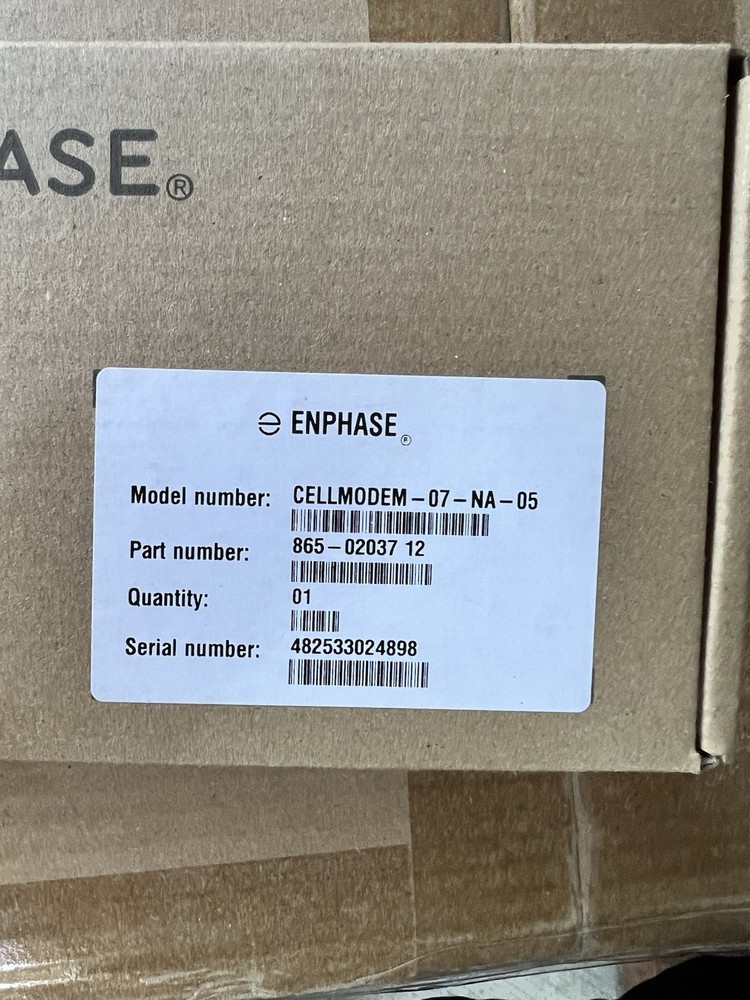 ASE®
ENPHASE®
Model number: CELLMODEM-07-NA-05
Part number: 865-02037 12
Quantity: 01
Serial number: 482533024898